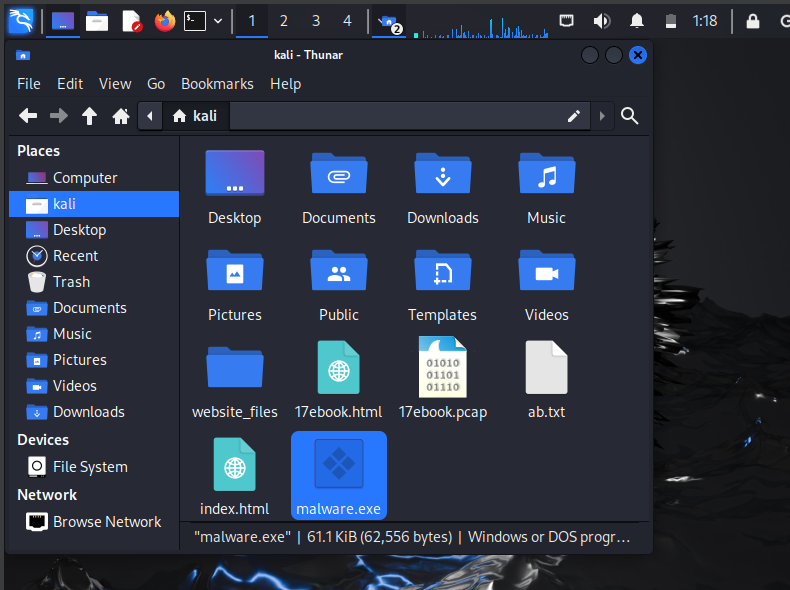 1 2 3 4 2 1:18
kali - Thunar
File Edit View Go Bookmarks Help
kali
Places
Computer
kali
Desktop
Recent
Trash
Documents
Music
Pictures
Videos
Downloads
Devices
File System
Network
Browse Network
Desktop Documents Downloads Music
Pictures Public Templates Videos
01010
01101
01110
website_files 17ebook.html 17ebook.pcap ab.txt
index.html malware.exe
"malware.exe" | 61.1 KiB (62,556 bytes) | Windows or DOS progr...